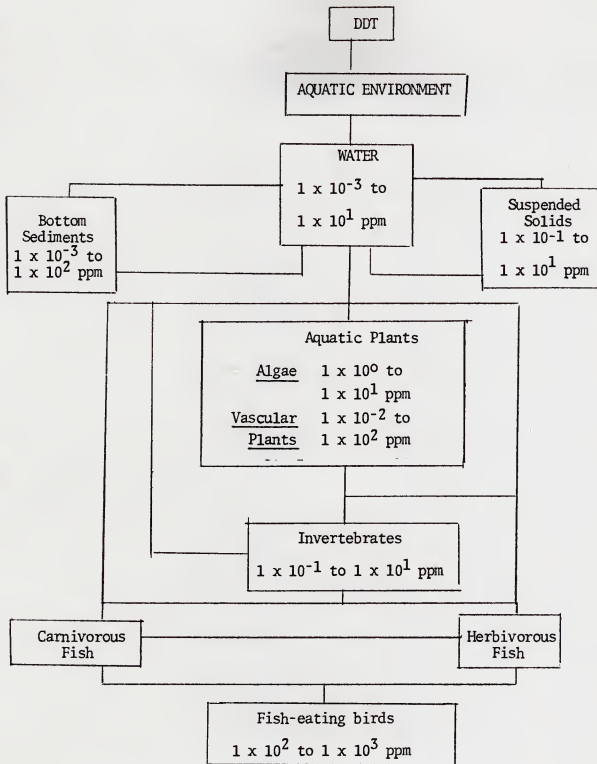 DDT
AQUATIC ENVIRONMENT
WATER
1 x 10⁻³ to
1 x 10¹ ppm
Bottom
Sediments
1 x 10⁻³ to
1 x 10² ppm
Suspended
Solids
1 x 10⁻¹ to
1 x 10¹ ppm
Aquatic Plants
Algae 1 x 10⁰ to
1 x 10¹ ppm
Vascular 1 x 10⁻² to
Plants 1 x 10² ppm
Invertebrates
1 x 10⁻¹ to 1 x 10¹ ppm
Carnivorous
Fish
Herbivorous
Fish
Fish-eating birds
1 x 10² to 1 x 10³ ppm